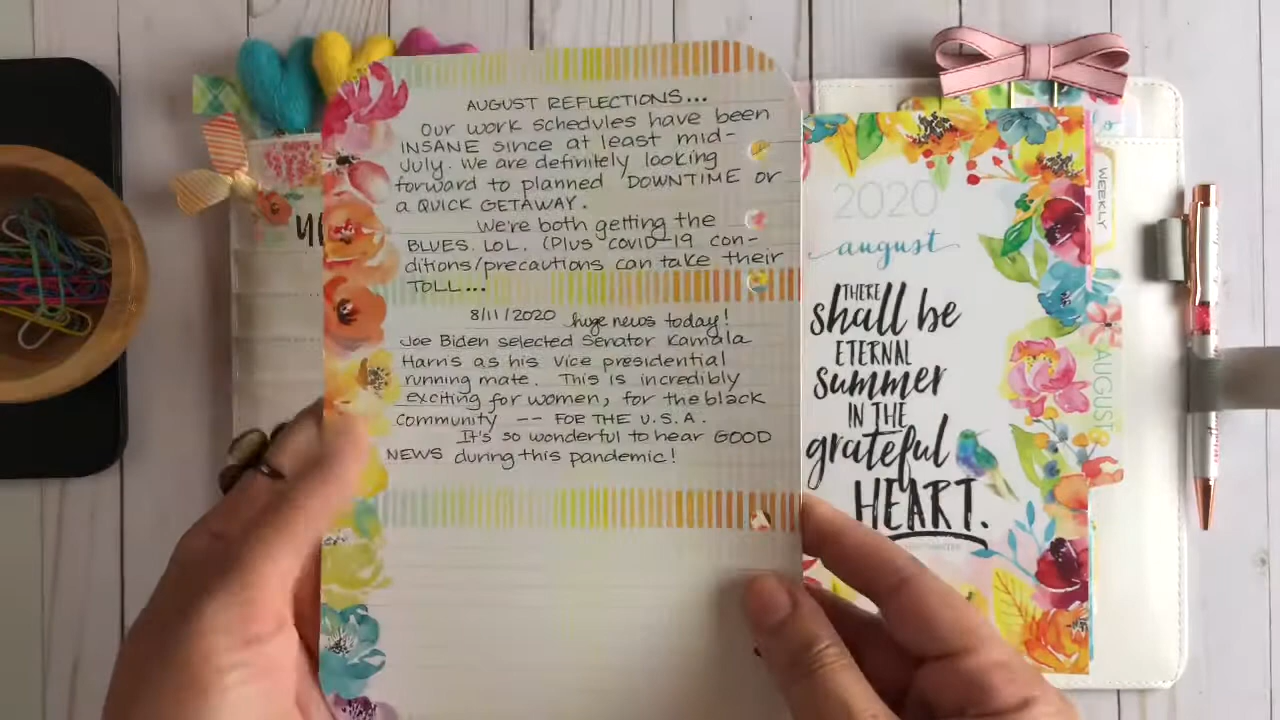 AUGUST REFLECTIONS...
Our work schedules have been
INSANE since at least mid-
July. We are definitely looking
forward to planned DOWNTIME or
a QUICK GETAWAY.
We're both getting the
BLUES. LOL. (Plus COVID-19 con-
ditions/precautions can take their
TOLL...
8/11/2020 huge news today!
Joe Biden selected Senator Kamala
Harris as his vice presidential
running mate. This is incredibly
exciting for women, for the black
Community -- FOR THE U.S.A.
It's so wonderful to hear GOOD
NEWS during this pandemic!
2020
august
THERE
shall be
ETERNAL
summer
IN THE
grateful
HEART.
WEEKLY
AUGUST